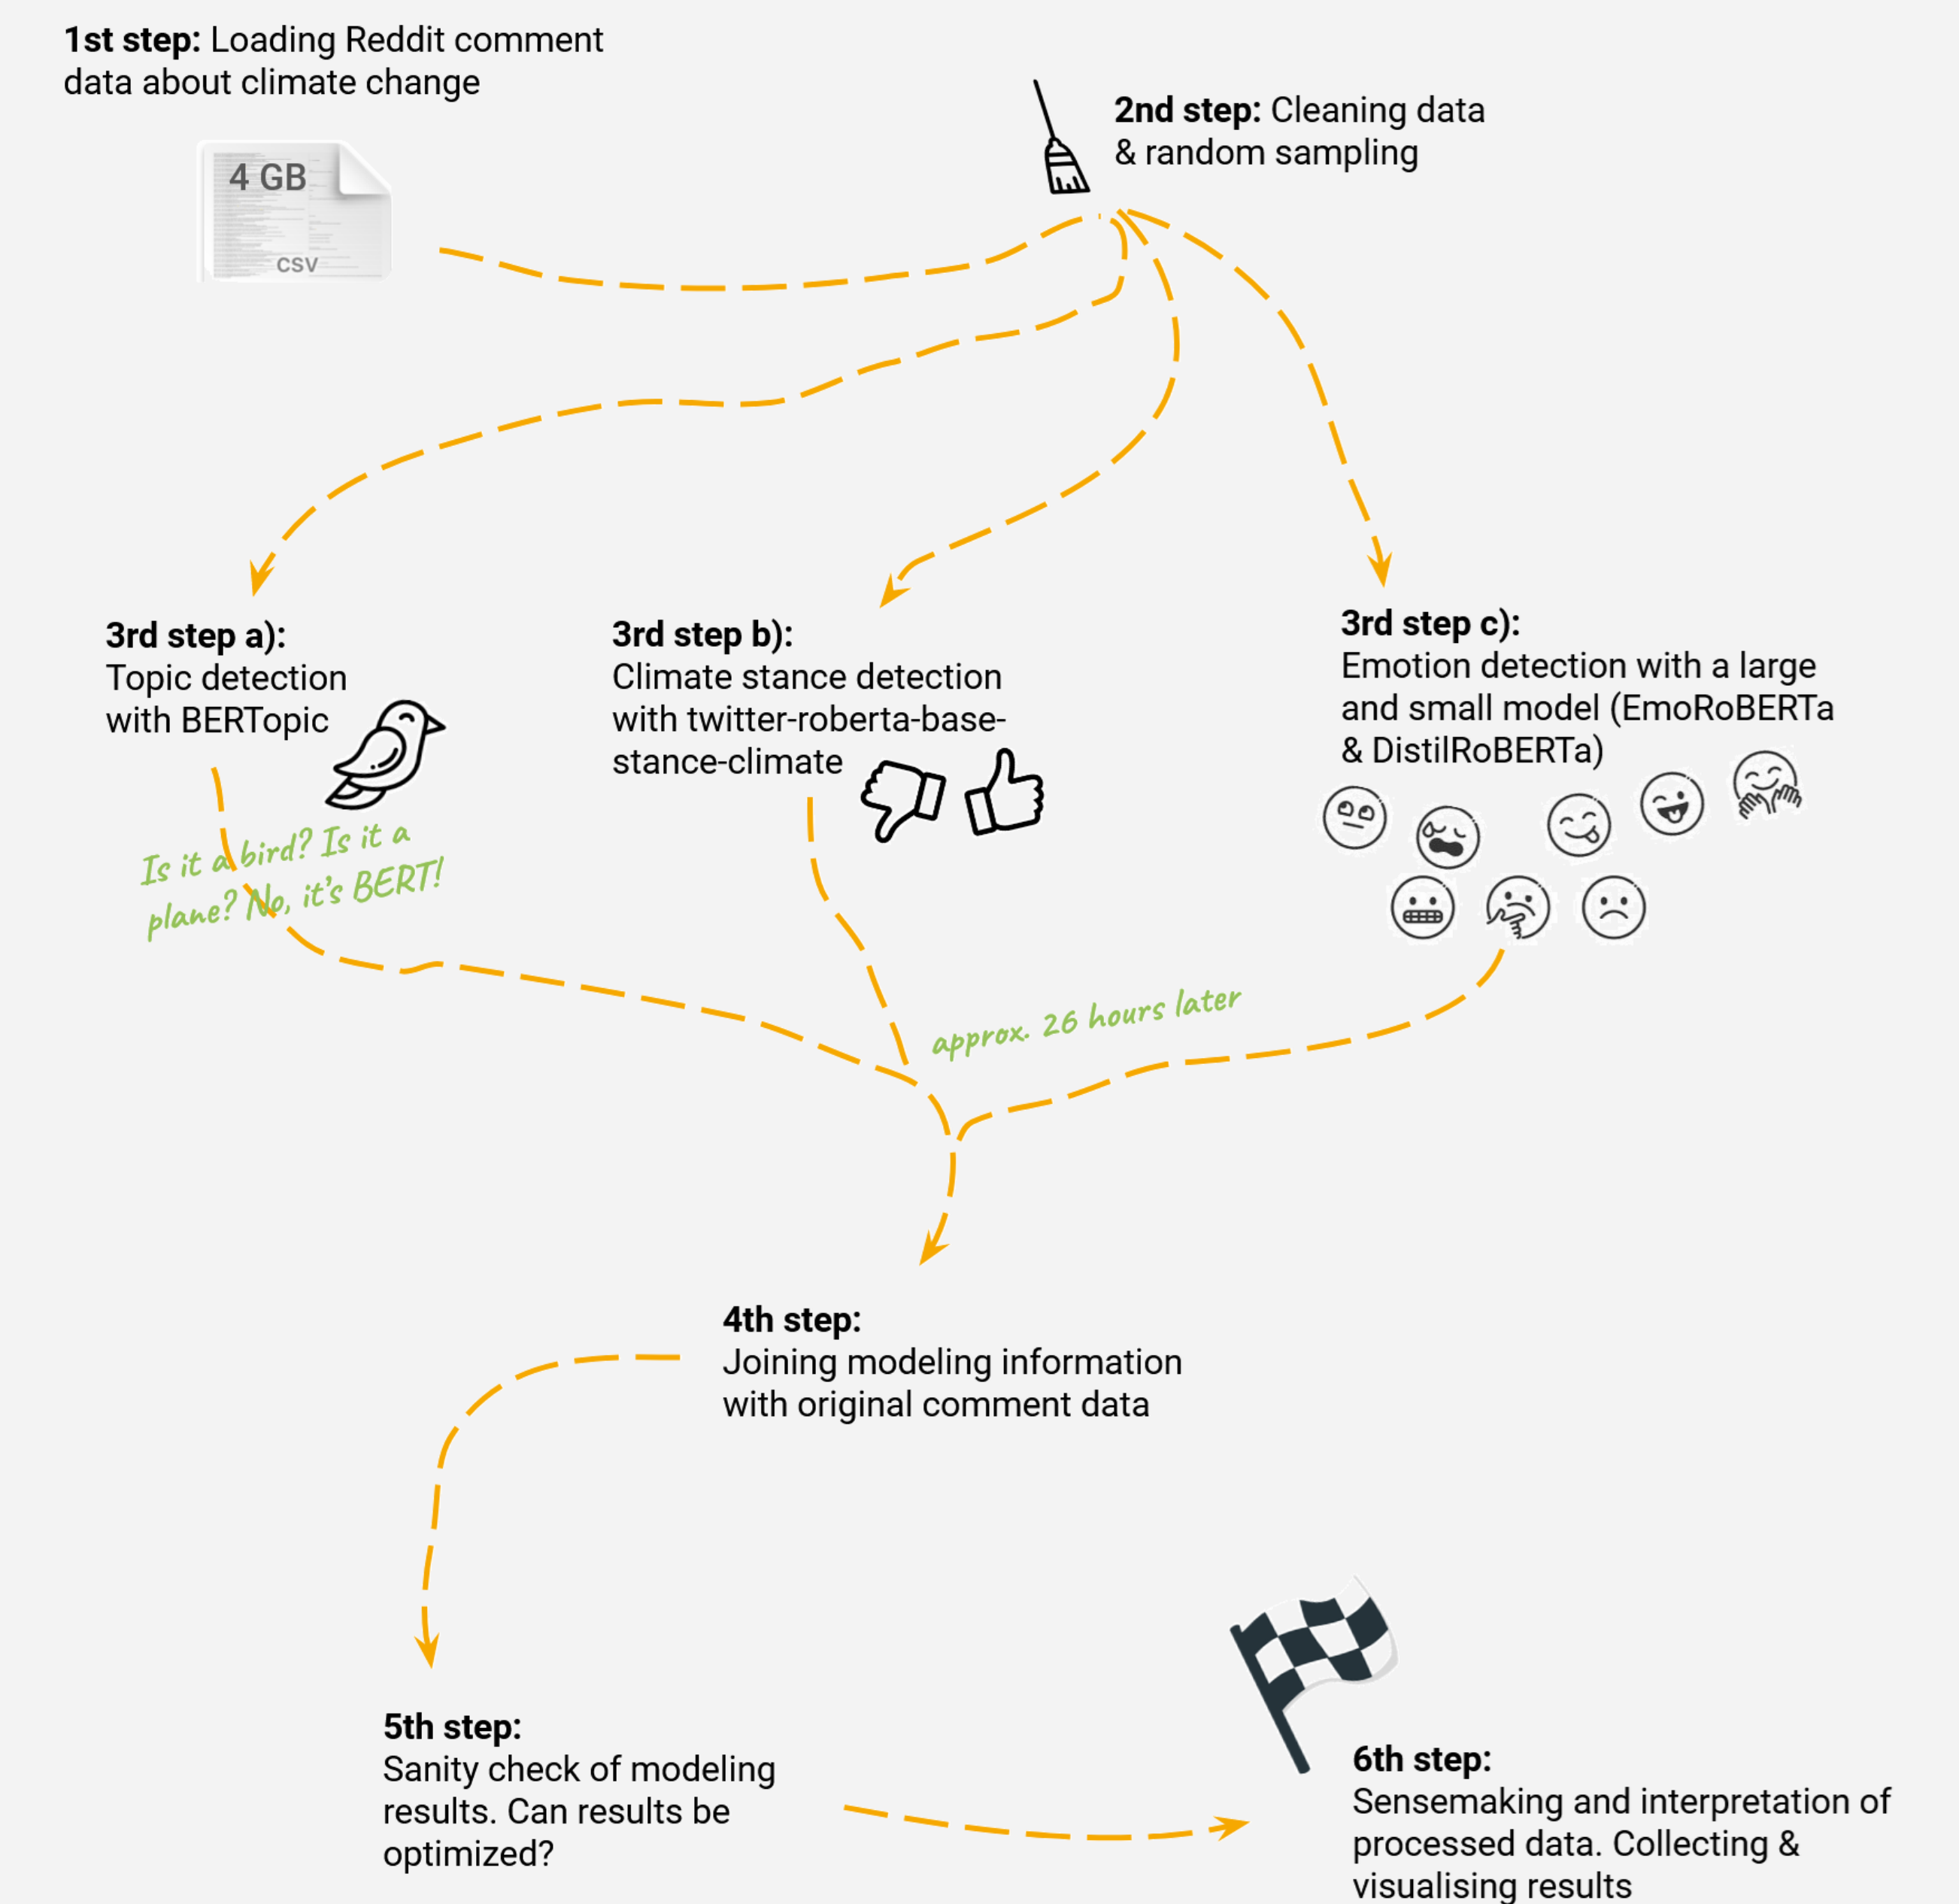 1st step: Loading Reddit comment
data about climate change
4 GB
CSV
2nd step: Cleaning data
& random sampling
3rd step a):
Topic detection
with BERTopic
Is it a bird? Is it a
plane? No, it's BERT!
3rd step b):
Climate stance detection
with twitter-roberta-base-
stance-climate
3rd step c):
Emotion detection with a large
and small model (EmoRoBERTa
& DistilRoBERTa)
approx. 26 hours later
4th step:
Joining modeling information
with original comment data
5th step:
Sanity check of modeling
results. Can results be
optimized?
6th step:
Sensemaking and interpretation of
processed data. Collecting &
visualising results